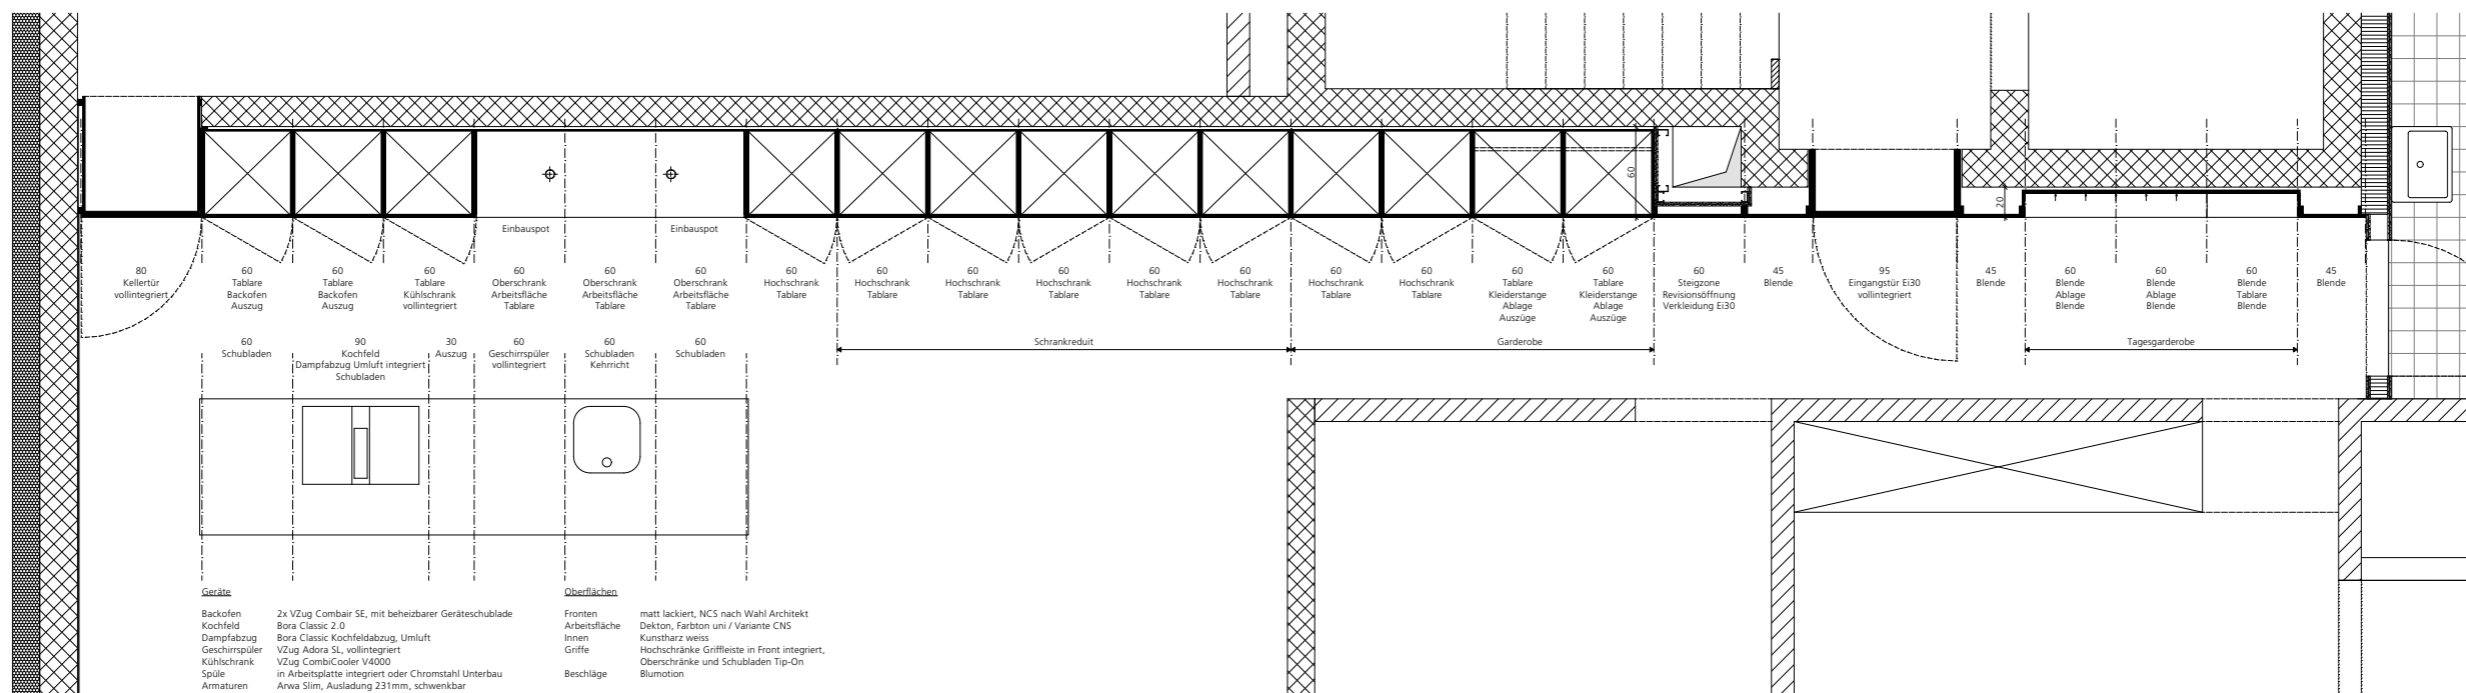 60
20
Einbauspot
Einbauspot
80
Kellertür
vollintegriert
60
Tablare
Backofen
Auszug
60
Tablare
Backofen
Auszug
60
Tablare
Kühlschrank
vollintegriert
60
Oberschrank
Arbeitsfläche
Tablare
60
Oberschrank
Arbeitsfläche
Tablare
60
Oberschrank
Arbeitsfläche
Tablare
60
Hochschrank
Tablare
60
Hochschrank
Tablare
60
Hochschrank
Tablare
60
Hochschrank
Tablare
60
Hochschrank
Tablare
60
Hochschrank
Tablare
60
Hochschrank
Tablare
60
Hochschrank
Tablare
60
Tablare
Kleiderstange
Ablage
Auszüge
60
Tablare
Kleiderstange
Ablage
Auszüge
60
Steigzone
Revisionsöffnung
Verkleidung Ei30
45
Blende
95
Eingangstür Ei30
vollintegriert
45
Blende
60
Blende
Ablage
Blende
60
Blende
Ablage
Blende
60
Blende
Tablare
Blende
45
Blende
60
Schubladen
90
Kochfeld
Dampfabzug Umluft integriert
Schubladen
30
Auszug
60
Geschirrspüler
vollintegriert
60
Schubladen
Kehrricht
60
Schubladen
Schrankreduit
Garderobe
Tagesgarderobe
Geräte
Backofen 2x VZug Combair SE, mit beheizbarer Geräteschublade
Kochfeld Bora Classic 2.0
Dampfabzug Bora Classic Kochfeldabzug, Umluft
Geschirrspüler VZug Adora SL, vollintegriert
Kühlschrank VZug CombiCooler V4000
Spüle in Arbeitsplatte integriert oder Chromstahl Unterbau
Armaturen Arwa Slim, Ausladung 231mm, schwenkbar
Oberflächen
Fronten matt lackiert, NCS nach Wahl Architekt
Arbeitsfläche Dekton, Farbton uni / Variante CNS
Innen Kunstharz weiss
Griffe Hochschränke Griffleiste in Front integriert,
Oberschränke und Schubladen Tip-On
Beschläge Blumotion